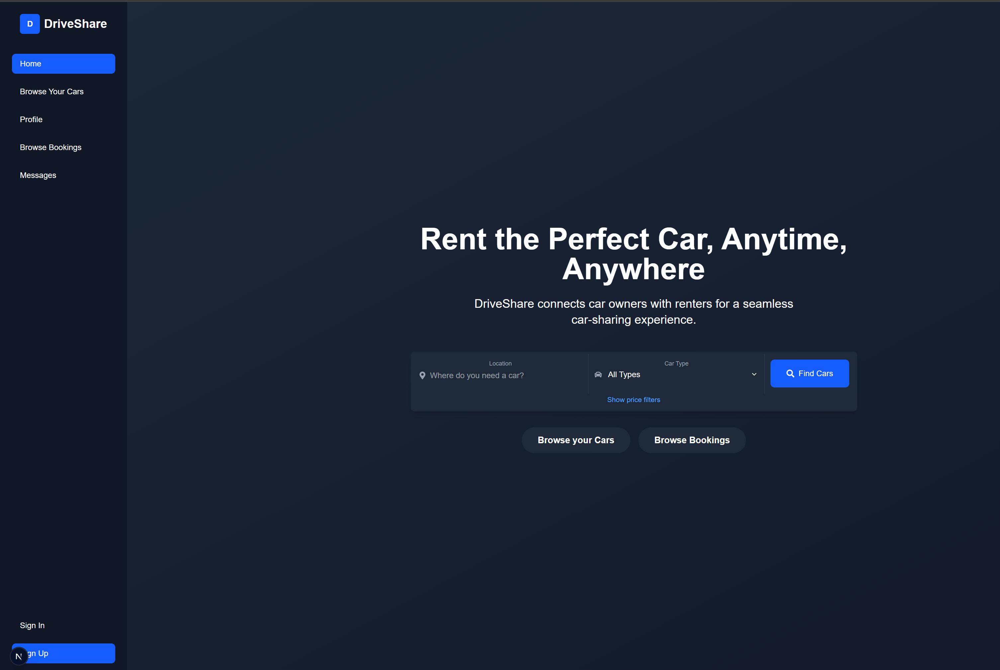 D DriveShare
Home
Browse Your Cars
Profile
Browse Bookings
Messages
Rent the Perfect Car, Anytime,
Anywhere
DriveShare connects car owners with renters for a seamless
car-sharing experience.
Location
Where do you need a car?
Car Type
All Types
Find Cars
Show price filters
Browse your Cars
Browse Bookings
Sign In
gn Up
N